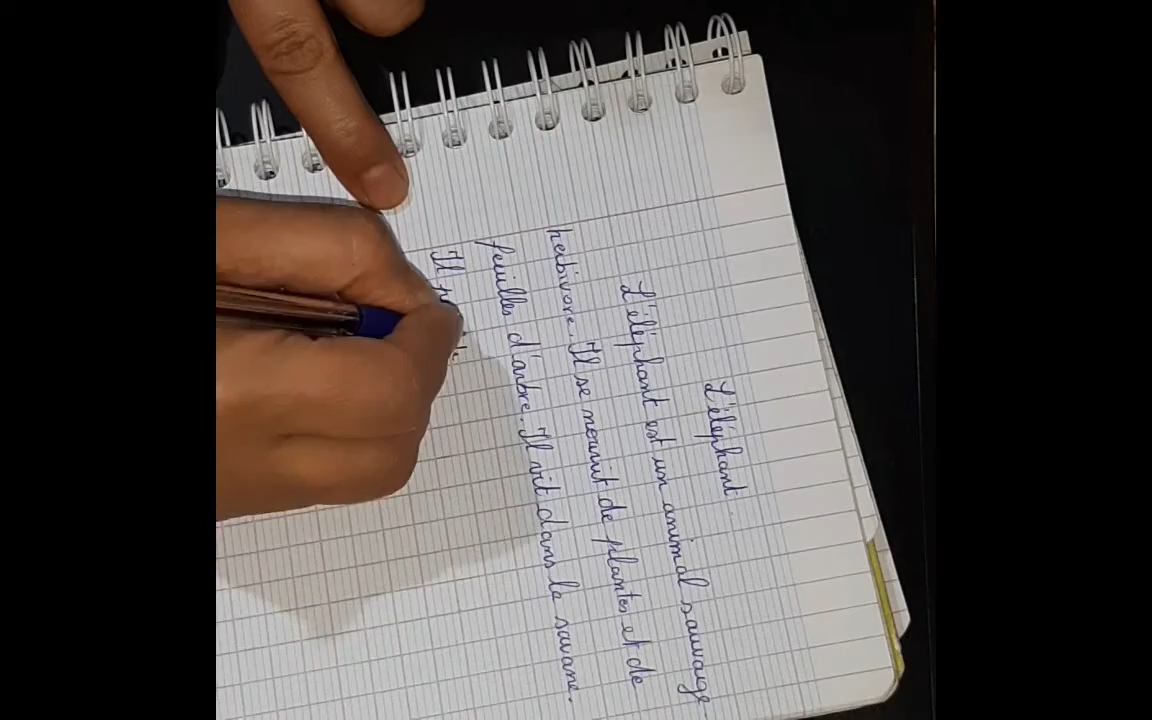 L'éléphant
L'éléphant est un animal sauvage
herbivore. Il se nourrit de plantes et de
feuilles d'arbre. Il vit dans la savane.
Il